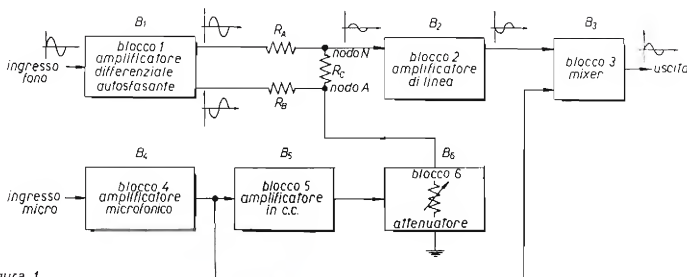 B1
B2
B3
RA
blocco 1
amplificatore
differenziale
autosfasante
nodo N
blocco 2
amplificatore
di linea
blocco 3
mixer
ingresso
fono
RC
uscita
nodo A
RB
B4
B5
B6
blocco 4
amplificatore
microfonico
blocco 5
amplificatore
in c.c.
blocco 6
attenuatore
ingresso
micro
gura 1